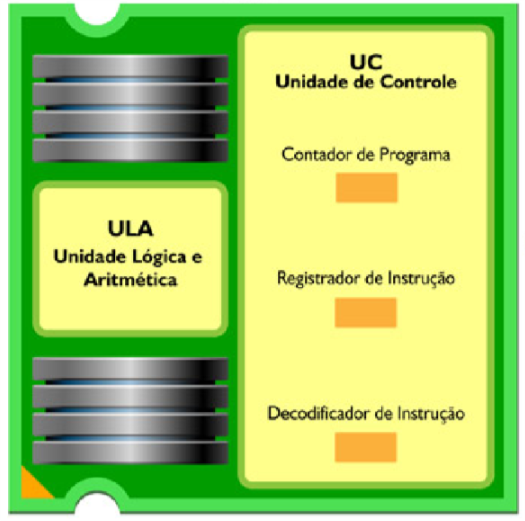 UC
Unidade de Controle
Contador de Programa
ULA
Unidade Lógica e
Aritmética
Registrador de Instrução
Decodificador de Instrução